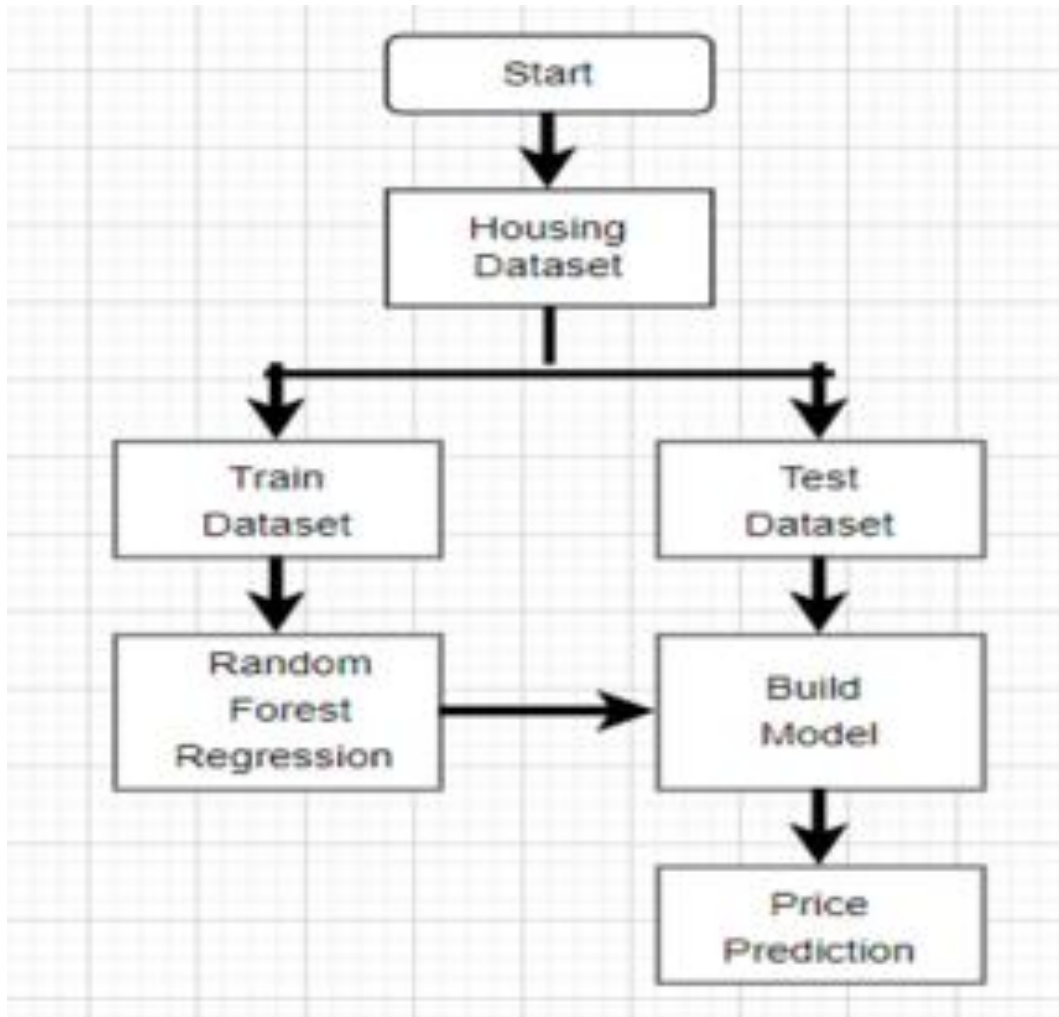 Start
Housing
Dataset
Train
Dataset
Test
Dataset
Random
Forest
Regression
Build
Model
Price
Prediction